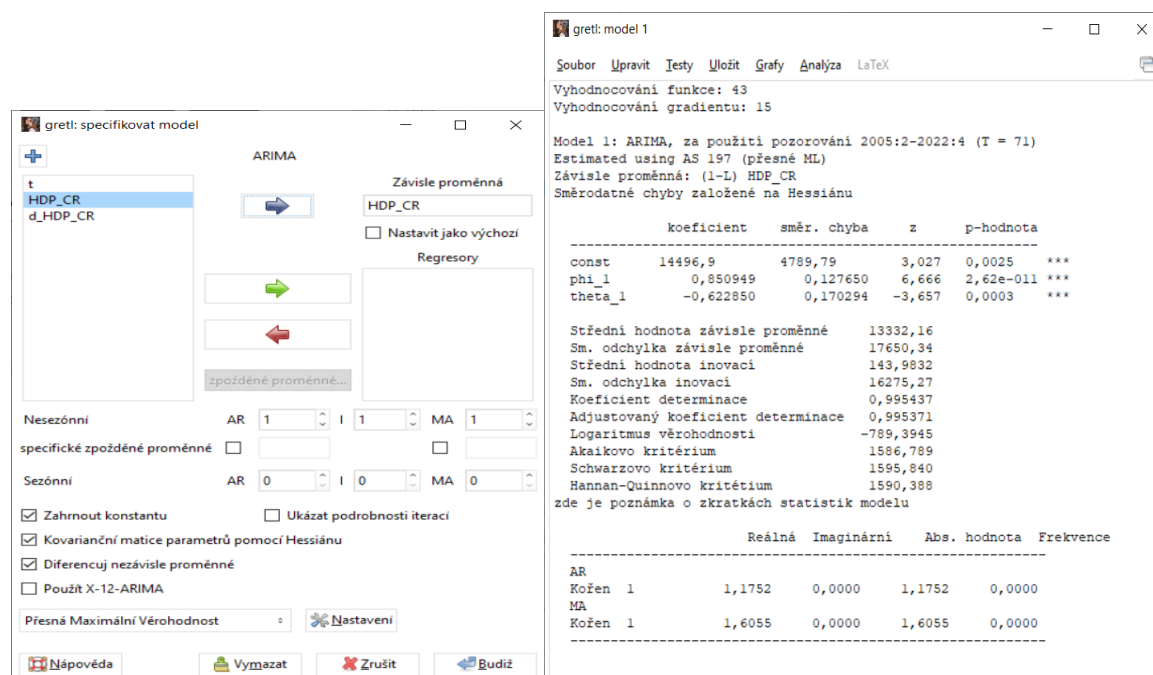 gretl: specifikovat model
ARIMA
t
HDP_CR
d_HDP_CR
Závisle proměnná
HDP_CR
Nastavit jako výchozí
Regresory
zpožděné proměnné...
Nesezónní AR 1 I 1 MA 1
specifické zpožděné proměnné
Sezónní AR 0 I 0 MA 0
Zahrnout konstantu Ukázat podrobnosti iterací
Kovarianční matice parametrů pomocí Hessiánu
Diferencuj nezávisle proměnné
Použít X-12-ARIMA
Přesná Maximální Věrohodnost Nastavení
Nápověda Vymazat Zrušit Budiž
gretl: model 1
Soubor Upravit Testy Uložit Grafy Analýza LaTeX
Vyhodnocování funkce: 43
Vyhodnocování gradientu: 15
Model 1: ARIMA, za použití pozorování 2005:2-2022:4 (T = 71)
Estimated using AS 197 (přesné ML)
Závisle proměnná: (1-L) HDP_CR
Směrodatné chyby založené na Hessiánu
koeficient směr. chyba z p-hodnota
const 14496,9 4789,79 3,027 0,0025 ***
phi_1 0,850949 0,127650 6,666 2,62e-011 ***
theta_1 -0,622850 0,170294 -3,657 0,0003 ***
Střední hodnota závisle proměnné 13332,16
Sm. odchylka závisle proměnné 17650,34
Střední hodnota inovací 143,9832
Sm. odchylka inovací 16275,27
Koeficient determinace 0,995437
Adjustovaný koeficient determinace 0,995371
Logaritmus věrohodnosti -789,3945
Akaikovo kritérium 1586,789
Schwarzovo kritérium 1595,840
Hannan-Quinnovo kritétium 1590,388
zde je poznámka o zkratkách statistik modelu
Reálná Imaginární Abs. hodnota Frekvence
AR
Kořen 1 1,1752 0,0000 1,1752 0,0000
MA
Kořen 1 1,6055 0,0000 1,6055 0,0000